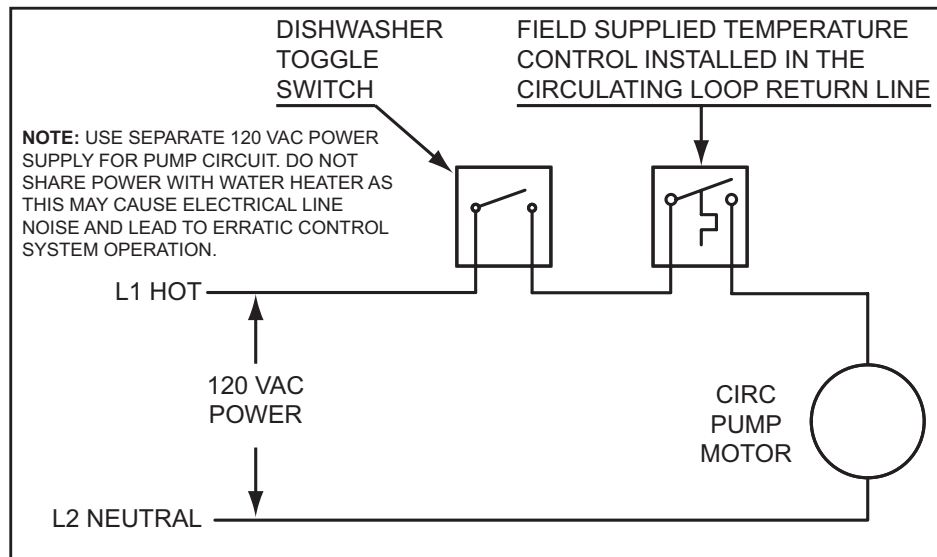 DISHWASHER
TOGGLE
SWITCH
FIELD SUPPLIED TEMPERATURE
CONTROL INSTALLED IN THE
CIRCULATING LOOP RETURN LINE
NOTE: USE SEPARATE 120 VAC POWER
SUPPLY FOR PUMP CIRCUIT. DO NOT
SHARE POWER WITH WATER HEATER AS
THIS MAY CAUSE ELECTRICAL LINE
NOISE AND LEAD TO ERRATIC CONTROL
SYSTEM OPERATION.
L1 HOT
120 VAC
POWER
CIRC
PUMP
MOTOR
L2 NEUTRAL